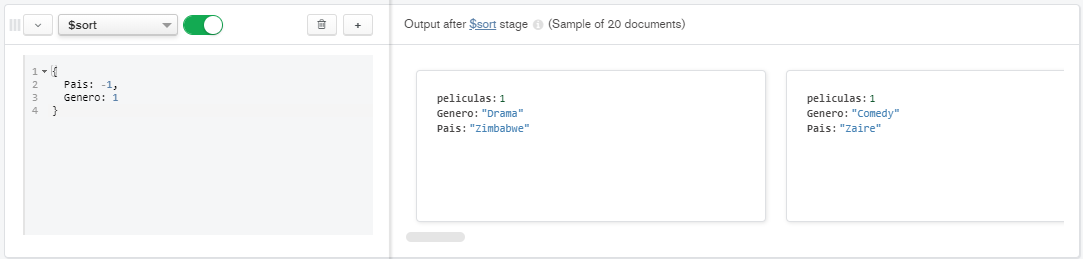 $sort
+
Output after $sort stage (Sample of 20 documents)
1 {
2 Pais: -1,
3 Genero: 1
4 }
peliculas: 1
Genero: "Drama"
Pais: "Zimbabwe"
peliculas: 1
Genero: "Comedy"
Pais: "Zaire"